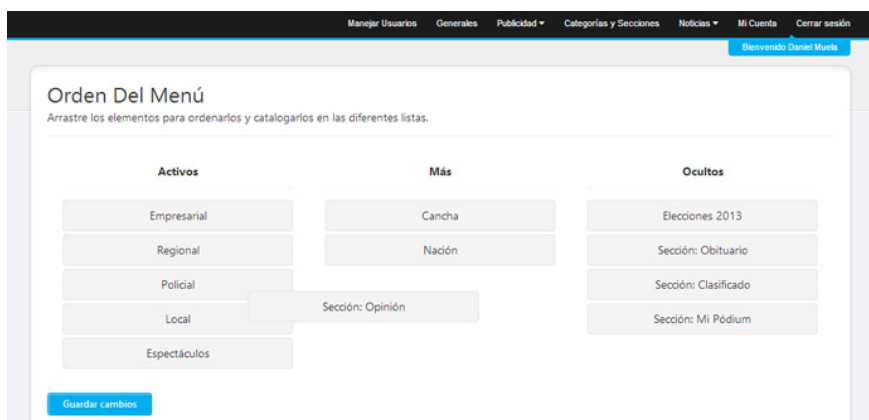 Manejar Usuarios Generales Publicidad Categorías y Secciones Noticias Mi Cuenta Cerrar sesión
Bienvenido Daniel Muela
Orden Del Menú
Arrastre los elementos para ordenarlos y catalogarlos en las diferentes listas.
Activos Más Ocultos
Empresarial Cancha Elecciones 2013
Regional Nación Sección: Obituario
Policial Sección: Clasificado
Sección: Opinión
Local Sección: Mi Pódium
Espectáculos
Guardar cambios